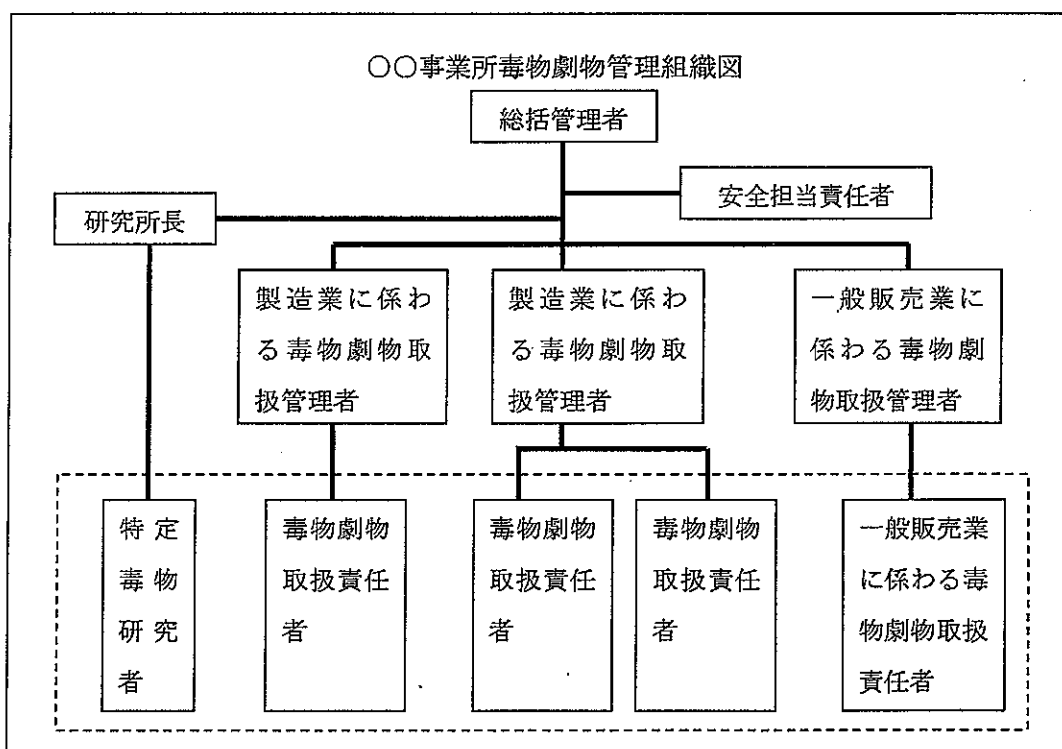 〇〇事業所毒物劇物管理組織図
総括管理者
安全担当責任者
研究所長
製造業に係わ
る毒物劇物取
扱管理者
製造業に係わ
る毒物劇物取
扱管理者
一般販売業に
係わる毒物劇
物取扱管理者
特定
毒物
研究
者
毒物劇物
取扱責任
者
毒物劇物
取扱責任
者
毒物劇物
取扱責任
者
一般販売業
に係わる毒
物劇物取扱
責任者